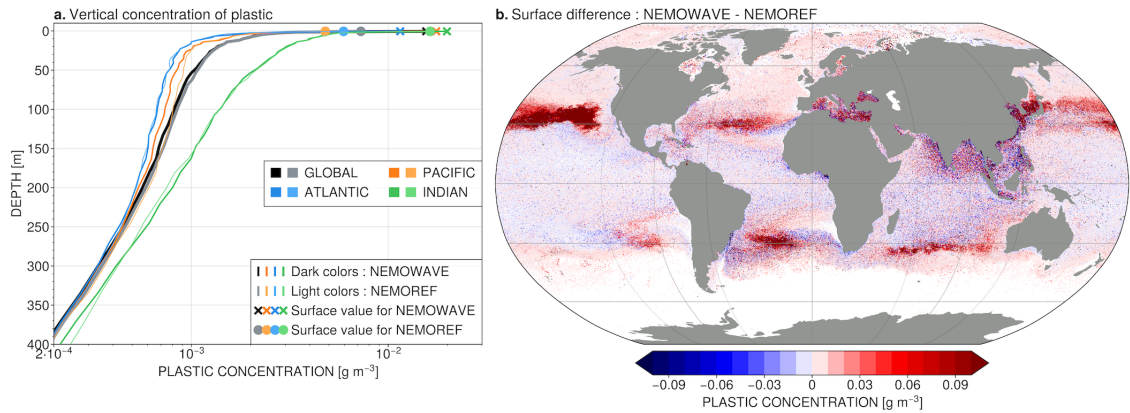 a. Vertical concentration of plastic
0
50
100
150
200
250
300
350
400
DEPTH [m]
2·10⁻⁴
10⁻³
10⁻²
PLASTIC CONCENTRATION [g m⁻³]
GLOBAL
PACIFIC
ATLANTIC
INDIAN
Dark colors : NEMOWAVE
Light colors : NEMOREF
Surface value for NEMOWAVE
Surface value for NEMOREF
b. Surface difference : NEMOWAVE - NEMOREF
−0.09
−0.06
−0.03
0
0.03
0.06
0.09
PLASTIC CONCENTRATION [g m⁻³]